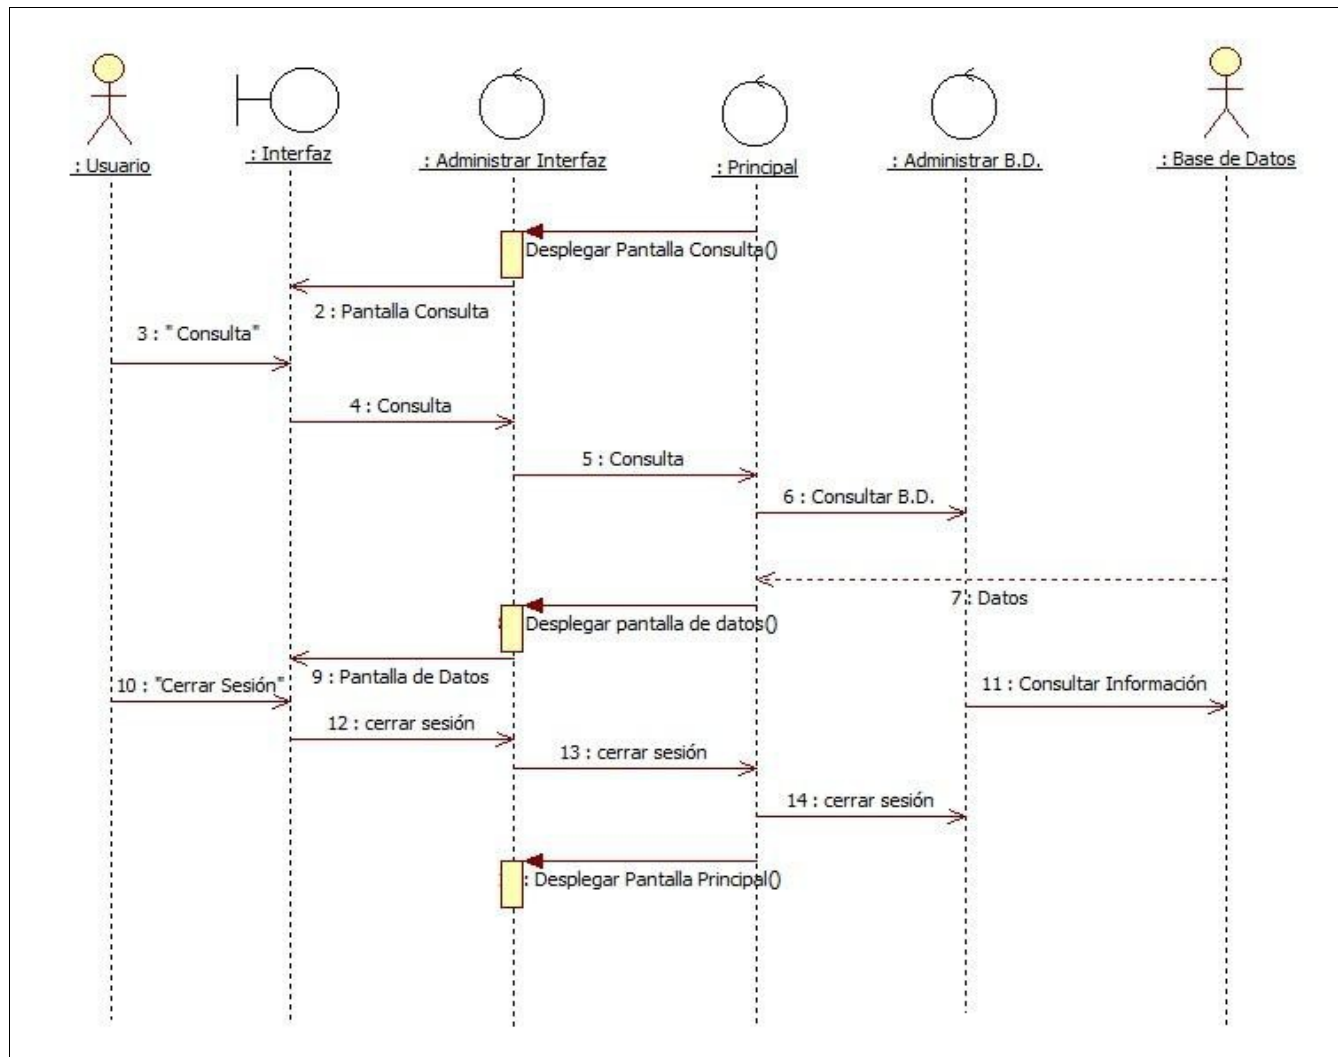 : Usuario
: Interfaz
: Administrar Interfaz
: Principal
: Administrar B.D.
: Base de Datos
Desplegar Pantalla Consulta()
2 : Pantalla Consulta
3 : " Consulta"
4 : Consulta
5 : Consulta
6 : Consultar B.D.
7 : Datos
: Desplegar pantalla de datos()
9 : Pantalla de Datos
10 : "Cerrar Sesión"
11 : Consultar Información
12 : cerrar sesión
13 : cerrar sesión
14 : cerrar sesión
: Desplegar Pantalla Principal()